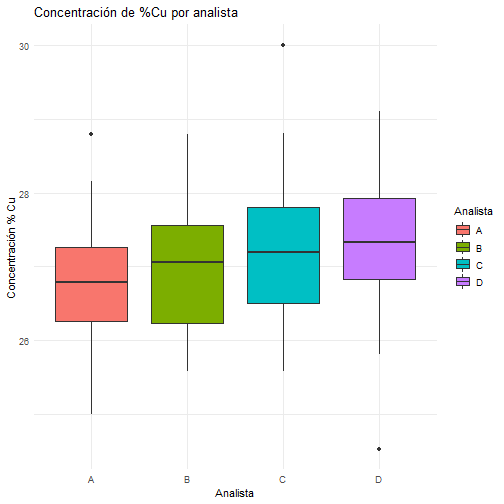 Concentración de %Cu por analista
Concentración % Cu
30
28
26
A
B
C
D
Analista
Analista
A
B
C
D